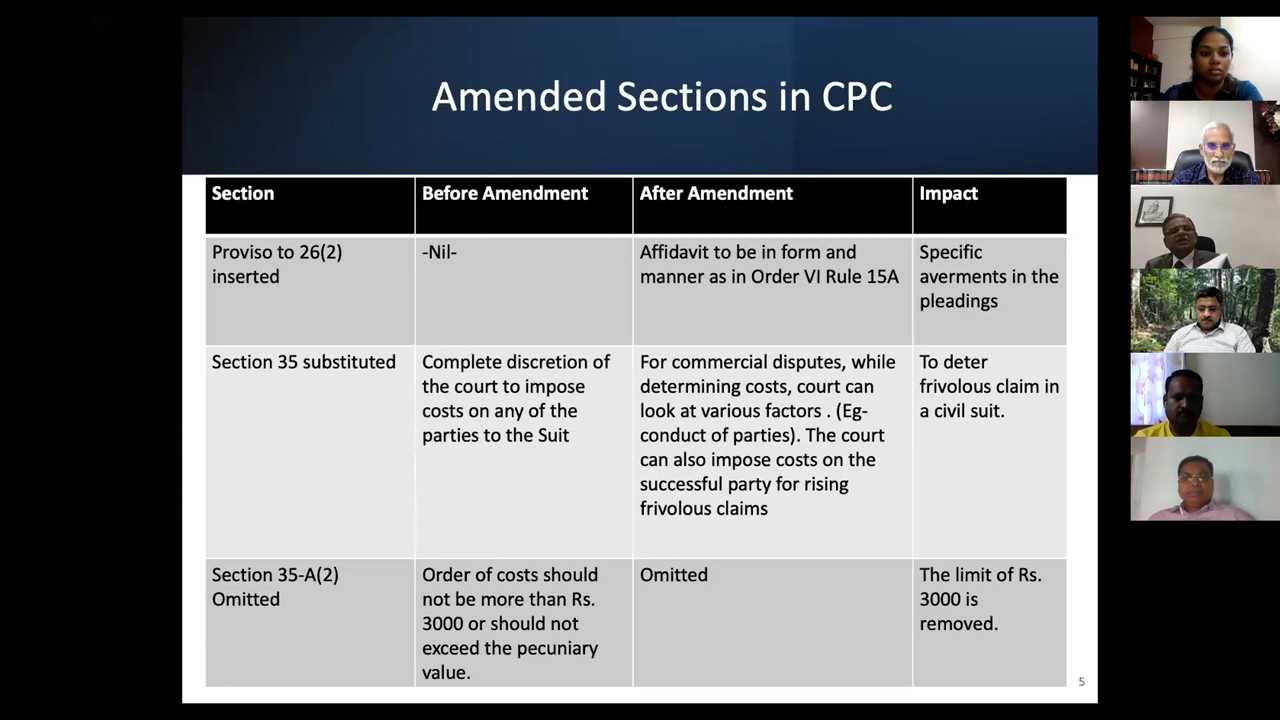 Amended Sections in CPC
Section
Before Amendment
After Amendment
Impact
Proviso to 26(2)
inserted
-Nil-
Affidavit to be in form and
manner as in Order VI Rule 15A
Specific
averments in the
pleadings
Section 35 substituted
Complete discretion of
the court to impose
costs on any of the
parties to the Suit
For commercial disputes, while
determining costs, court can
look at various factors . (Eg-
conduct of parties). The court
can also impose costs on the
successful party for rising
frivolous claims
To deter
frivolous claim in
a civil suit.
Section 35-A(2)
Omitted
Order of costs should
not be more than Rs.
3000 or should not
exceed the pecuniary
value.
Omitted
The limit of Rs.
3000 is
removed.
5